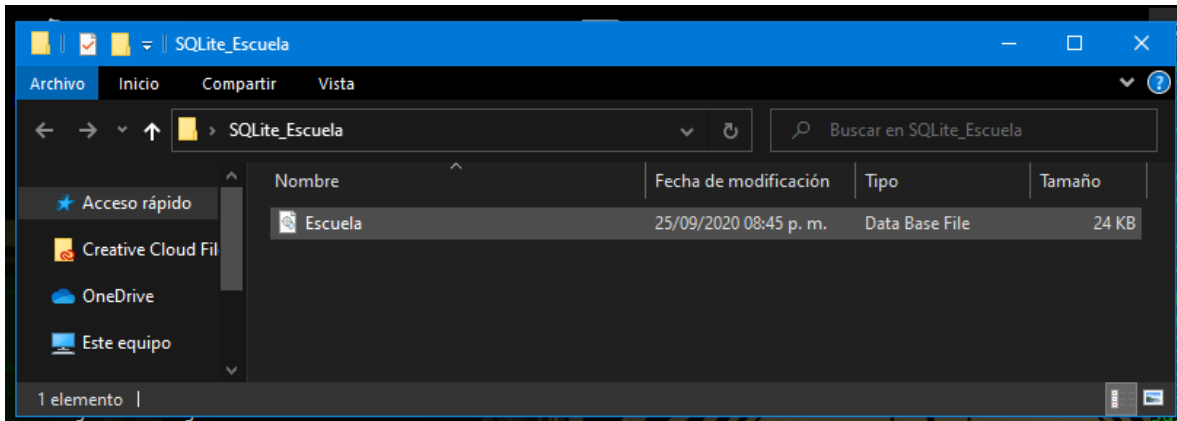 SQLite_Escuela
Archivo Inicio Compartir Vista
SQLite_Escuela Buscar en SQLite_Escuela
Nombre Fecha de modificación Tipo Tamaño
Acceso rápido
Escuela 25/09/2020 08:45 p. m. Data Base File 24 KB
Creative Cloud Fil
OneDrive
Este equipo
1 elemento